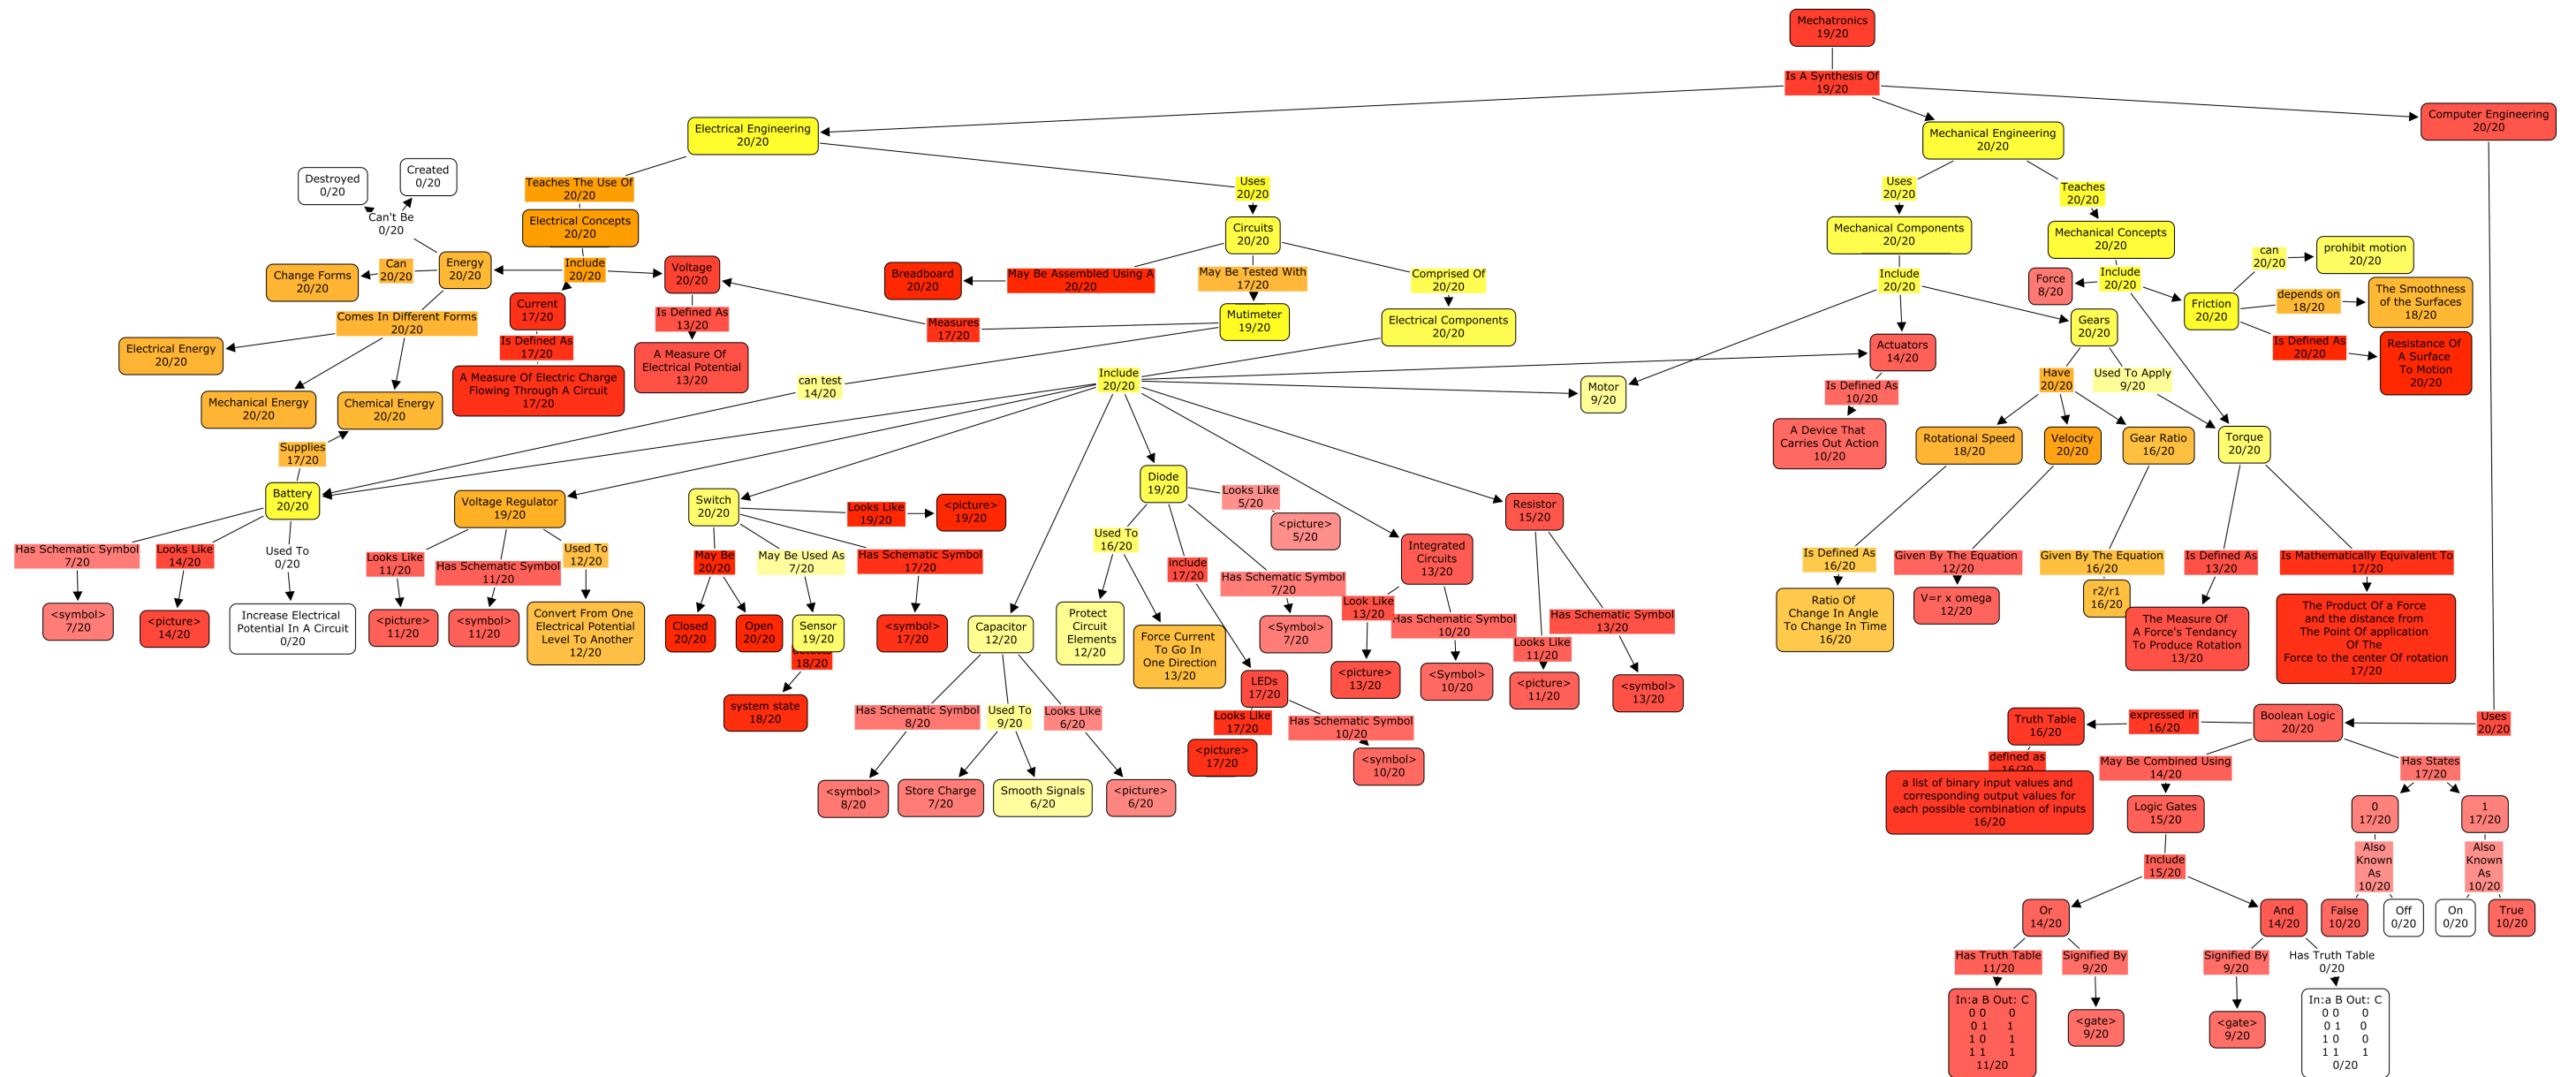 Mechatronics
19/20
Is A Synthesis Of
19/20
Electrical Engineering
20/20
Mechanical Engineering
20/20
Computer Engineering
20/20
Destroyed
0/20
Created
0/20
Can't Be
0/20
Teaches The Use Of
20/20
Electrical Concepts
20/20
Include
20/20
Energy
20/20
Can
20/20
Change Forms
20/20
Comes In Different Forms
20/20
Electrical Energy
20/20
Mechanical Energy
20/20
Chemical Energy
20/20
Supplies
17/20
Current
17/20
Is Defined As
17/20
A Measure Of Electric Charge
Flowing Through A Circuit
17/20
Voltage
20/20
Is Defined As
13/20
A Measure Of
Electrical Potential
13/20
Uses
20/20
Circuits
20/20
Breadboard
20/20
May Be Assembled Using A
20/20
May Be Tested With
17/20
Comprised Of
20/20
Mutimeter
19/20
Measures
17/20
can test
14/20
Electrical Components
20/20
Include
20/20
Motor
9/20
Uses
20/20
Mechanical Components
20/20
Include
20/20
Actuators
14/20
Is Defined As
10/20
A Device That
Carries Out Action
10/20
Teaches
20/20
Mechanical Concepts
20/20
Include
20/20
Force
8/20
Friction
20/20
can
20/20
prohibit motion
20/20
depends on
18/20
The Smoothness
of the Surfaces
18/20
Is Defined As
20/20
Resistance Of
A Surface
To Motion
20/20
Gears
20/20
Have
20/20
Used To Apply
9/20
Rotational Speed
18/20
Velocity
20/20
Gear Ratio
16/20
Torque
20/20
Is Defined As
16/20
Ratio Of
Change In Angle
To Change In Time
16/20
Given By The Equation
12/20
V=r x omega
12/20
Given By The Equation
16/20
r2/r1
16/20
Is Defined As
13/20
The Measure Of
A Force's Tendancy
To Produce Rotation
13/20
Is Mathematically Equivalent To
17/20
The Product Of a Force
and the distance from
The Point Of application
Of The
Force to the center Of rotation
17/20
Battery
20/20
Has Schematic Symbol
7/20
<symbol>
7/20
Looks Like
14/20
<picture>
14/20
Used To
0/20
Increase Electrical
Potential In A Circuit
0/20
Voltage Regulator
19/20
Looks Like
11/20
<picture>
11/20
Has Schematic Symbol
11/20
<symbol>
11/20
Used To
12/20
Convert From One
Electrical Potential
Level To Another
12/20
Switch
20/20
Looks Like
19/20
<picture>
19/20
May Be
20/20
Closed
20/20
Open
20/20
May Be Used As
7/20
Sensor
19/20
detects
18/20
system state
18/20
Has Schematic Symbol
17/20
<symbol>
17/20
Capacitor
12/20
Has Schematic Symbol
8/20
<symbol>
8/20
Used To
9/20
Store Charge
7/20
Smooth Signals
6/20
Looks Like
6/20
<picture>
6/20
Diode
19/20
Looks Like
5/20
<picture>
5/20
Used To
16/20
Protect
Circuit
Elements
12/20
Force Current
To Go In
One Direction
13/20
include
17/20
Has Schematic Symbol
7/20
<Symbol>
7/20
LEDs
17/20
Looks Like
17/20
<picture>
17/20
Has Schematic Symbol
10/20
<symbol>
10/20
Integrated
Circuits
13/20
Look Like
13/20
<picture>
13/20
Has Schematic Symbol
10/20
<Symbol>
10/20
Resistor
15/20
Looks Like
11/20
<picture>
11/20
Has Schematic Symbol
13/20
<symbol>
13/20
Uses
20/20
Boolean Logic
20/20
expressed in
16/20
Truth Table
16/20
defined as
16/20
a list of binary input values and
corresponding output values for
each possible combination of inputs
16/20
May Be Combined Using
14/20
Logic Gates
15/20
Include
15/20
Has States
17/20
0
17/20
1
17/20
Also
Known
As
10/20
Also
Known
As
10/20
False
10/20
Off
0/20
On
0/20
True
10/20
Or
14/20
And
14/20
Has Truth Table
11/20
Signified By
9/20
Signified By
9/20
Has Truth Table
0/20
In:a B Out: C
0 0 0
0 1 1
1 0 1
1 1 1
11/20
<gate>
9/20
<gate>
9/20
In:a B Out: C
0 0 0
0 1 0
1 0 0
1 1 1
0/20